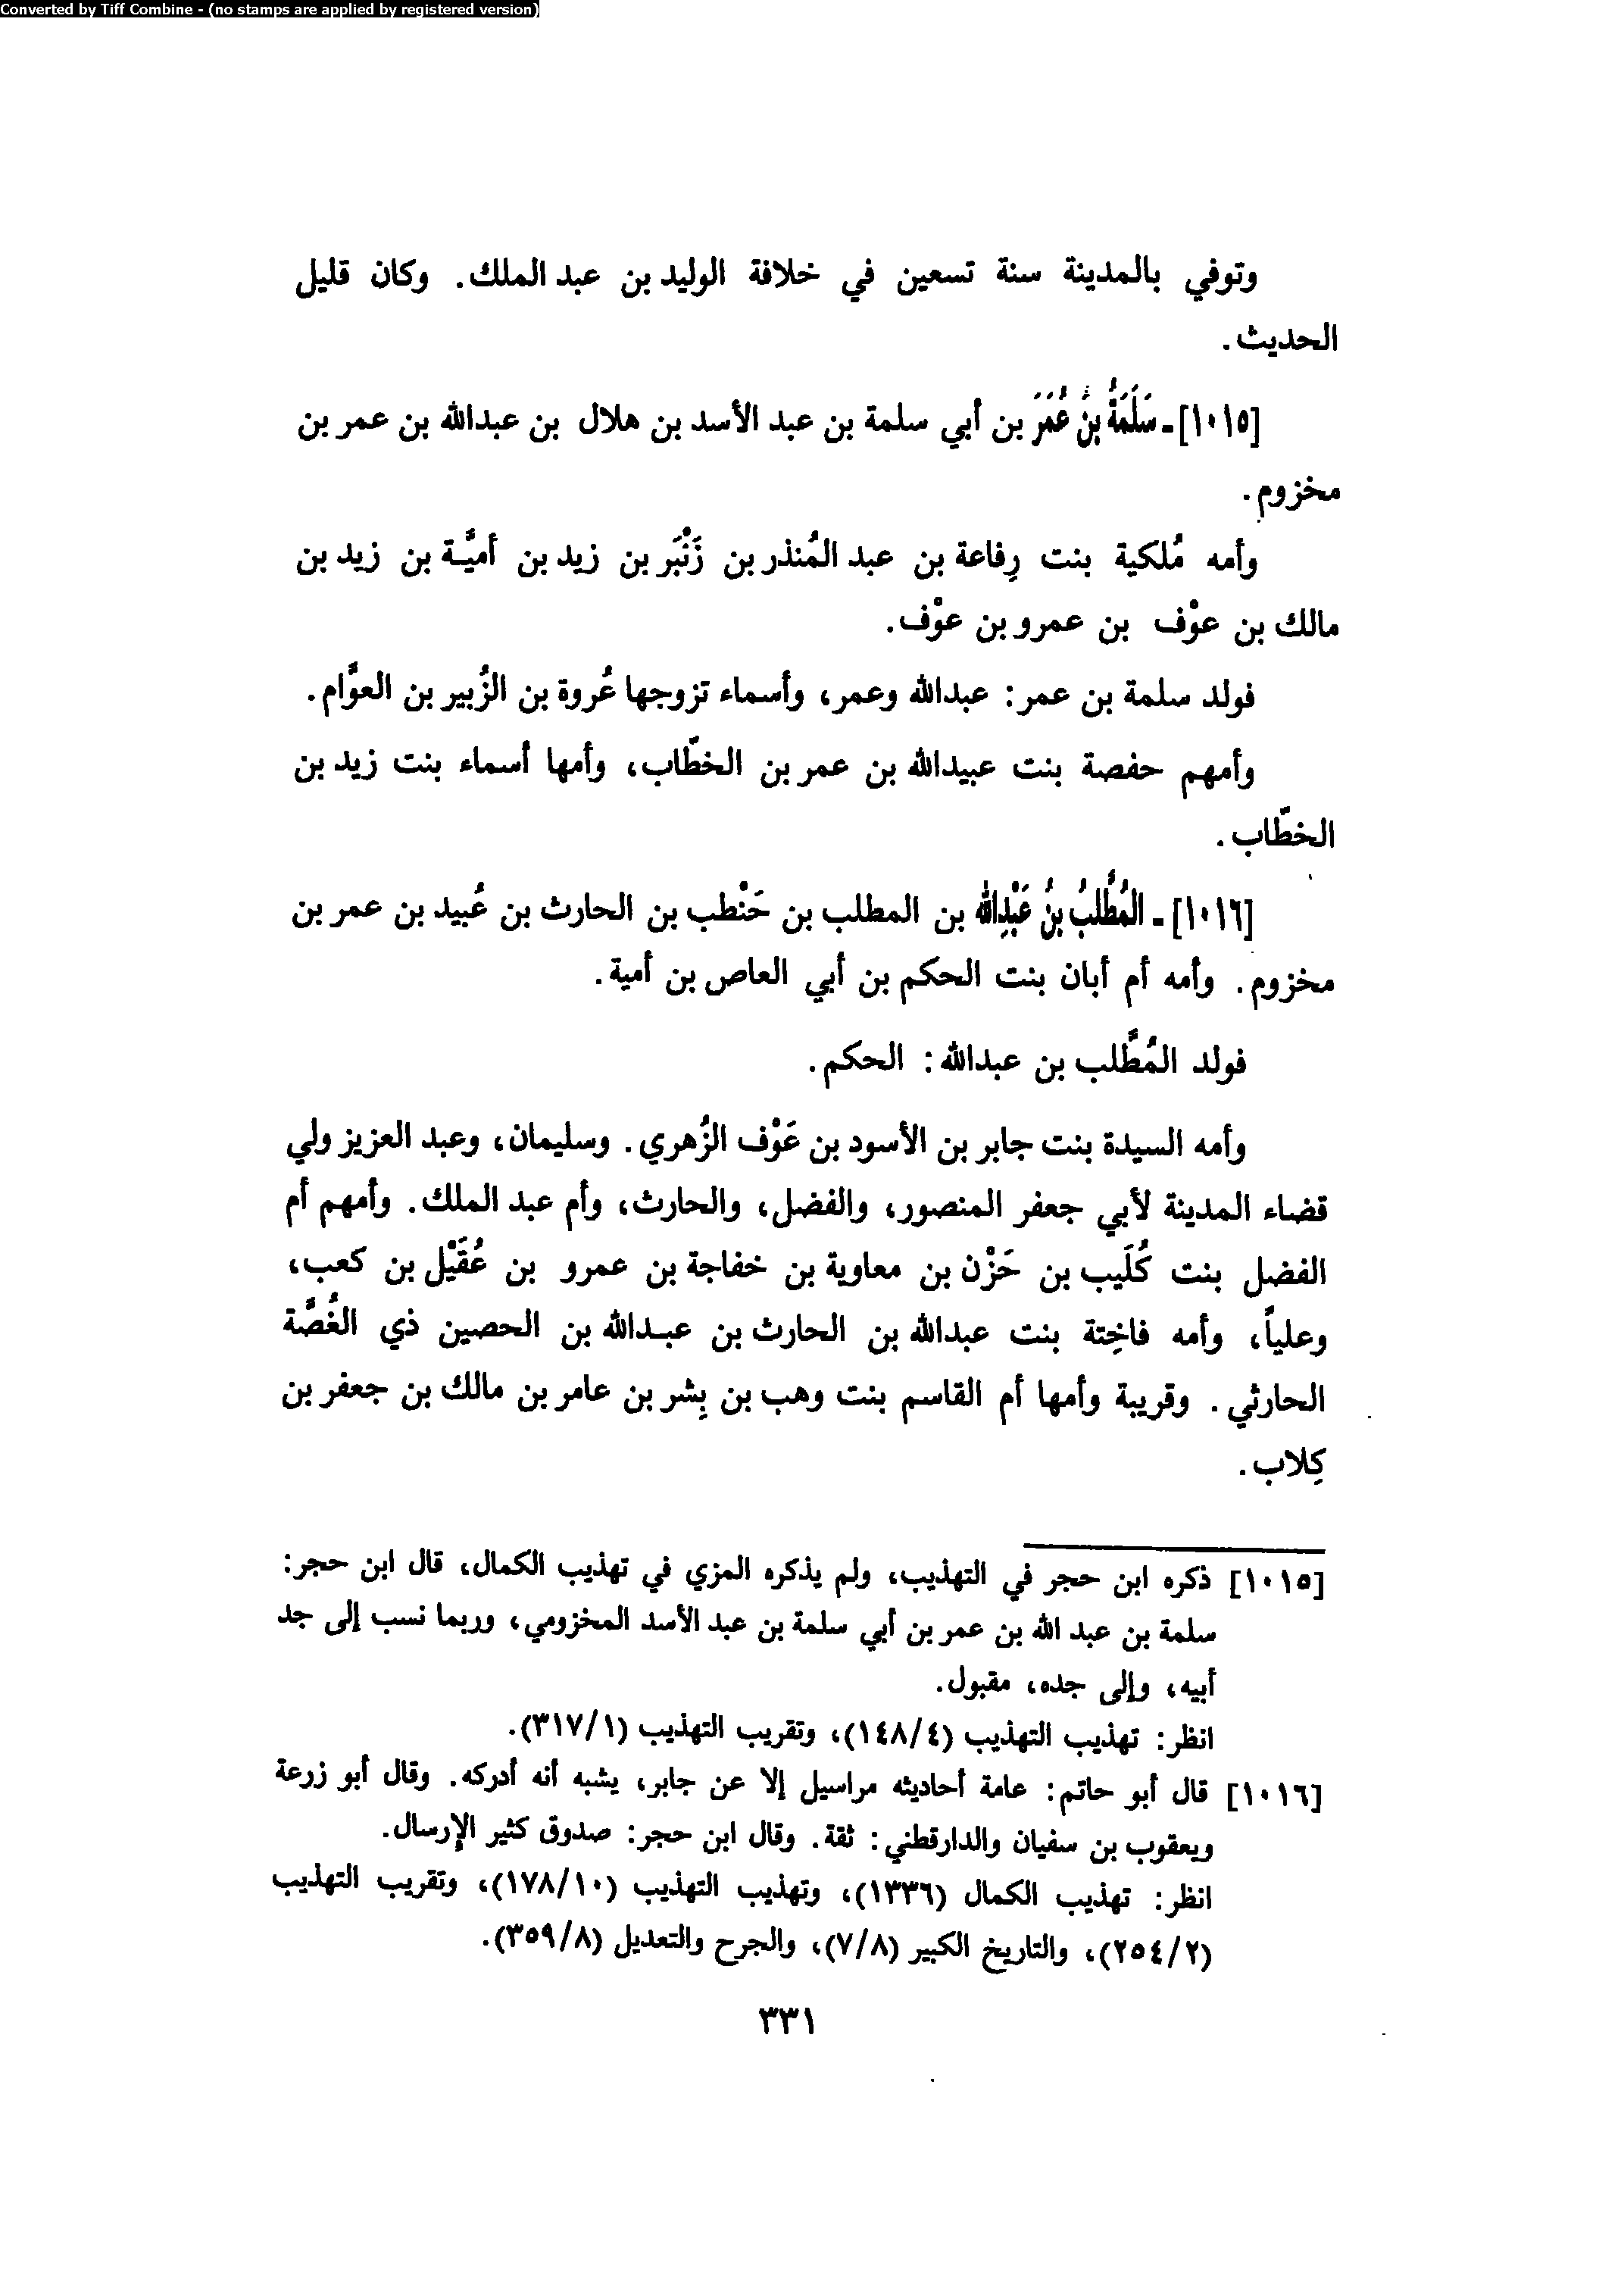 Converted by Tiff Combine - (no stamps are applied by registered version)
وتوفي بالمدينة سنة تسعين في خلافة الوليد بن عبد الملك. وكان قليل
الحديث.
[١٠١٥] - سَلَمَةُ بنُ عُمَرَ بن أبي سلمة بن عبد الأسد بن هلال بن عبدالله بن عمر بن
مخزوم.
وأمه مُلكية بنت رِفاعة بن عبد المُنذر بن زَنْبَر بن زيد بن أميَّة بن زيد بن
مالك بن عوْف بن عمرو بن عوْف.
فولد سلمة بن عمر: عبدالله وعمر، وأسماء تزوجها عُروة بن الزُبير بن العوَّام.
وأمهم حفصة بنت عبيدالله بن عمر بن الخطّاب، وأمها أسماء بنت زيد بن
الخطّاب.
[١٠١٦] - المُطَّلبُ بنُ عَبْدِالله بن المطلب بن حَنْطب بن الحارث بن عُبيد بن عمر بن
مخزوم. وأمه أم أبان بنت الحكم بن أبي العاص بن أمية.
فولد المُطَّلب بن عبدالله: الحكم.
وأمه السيدة بنت جابر بن الأسود بن عَوْف الزُهري. وسليمان، وعبد العزيز ولي
قضاء المدينة لأبي جعفر المنصور، والفضل، والحارث، وأم عبد الملك. وأمهم أم
الفضل بنت كُلَيب بن حَزْن بن معاوية بن خفاجة بن عمرو بن عُقَيْل بن كعب،
وعلياً، وأمه فاخِتة بنت عبدالله بن الحارث بن عبدالله بن الحصين ذي الغُصَّة
الحارثي. وقريبة وأمها أم القاسم بنت وهب بن بِشر بن عامر بن مالك بن جعفر بن
كِلاب.
[١٠١٥] ذكره ابن حجر في التهذيب، ولم يذكره المزي في تهذيب الكمال، قال ابن حجر:
سلمة بن عبد الله بن عمر بن أبي سلمة بن عبد الأسد المخزومي، وربما نسب إلى جد
أبيه، وإلى جده، مقبول.
انظر: تهذيب التهذيب (١٤٨/٤)، وتقريب التهذيب (٣١٧/١).
[١٠١٦] قال أبو حاتم: عامة أحاديثه مراسيل إلا عن جابر، يشبه أنه أدركه. وقال أبو زرعة
ويعقوب بن سفيان والدارقطني: ثقة. وقال ابن حجر: صدوق كثير الإرسال.
انظر: تهذيب الكمال (١٣٣٦)، وتهذيب التهذيب (١٧٨/١٠)، وتقريب التهذيب
(٢٥٤/٢)، والتاريخ الكبير (٧/٨)، والجرح والتعديل (٣٥٩/٨).
٣٣١